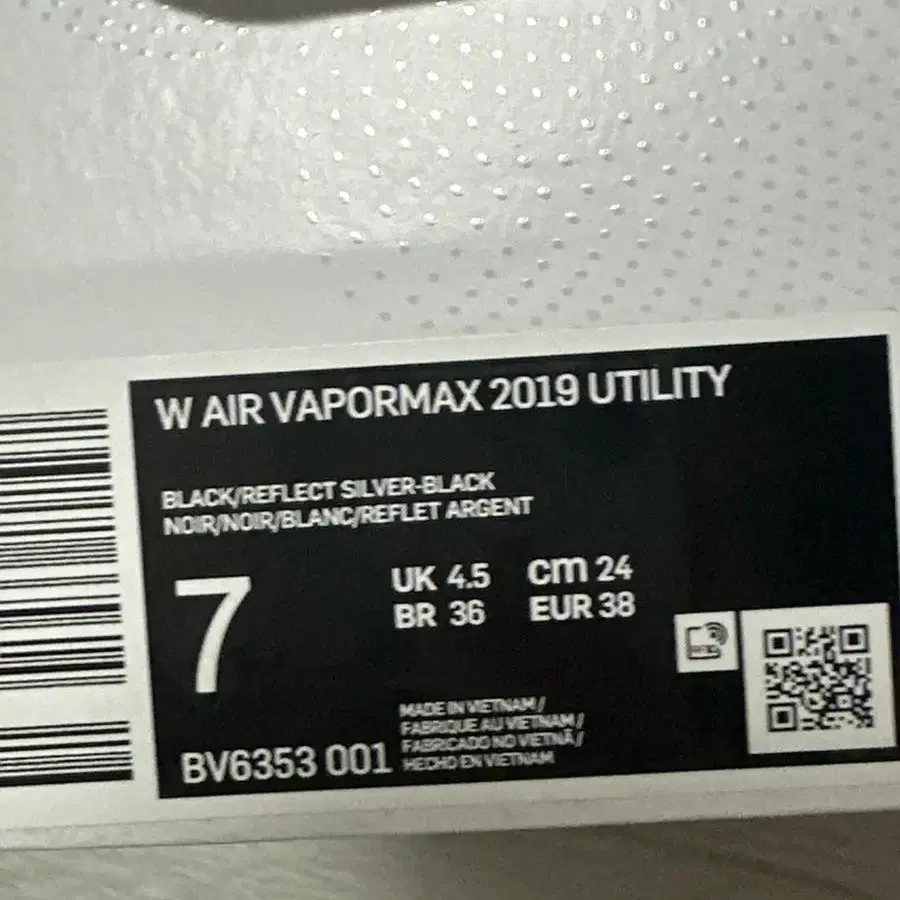 W AIR VAPORMAX 2019 UTILITY
BLACK/REFLECT SILVER-BLACK
NOIR/NOIR/BLANC/REFLET ARGENT
7
UK 4.5 cm 24
BR 36 EUR 38
MADE IN VIETNAM /
FABRIQUE AU VIETNAM /
FABRICADO NO VIETNÃ /
HECHO EN VIETNAM
BV6353 001